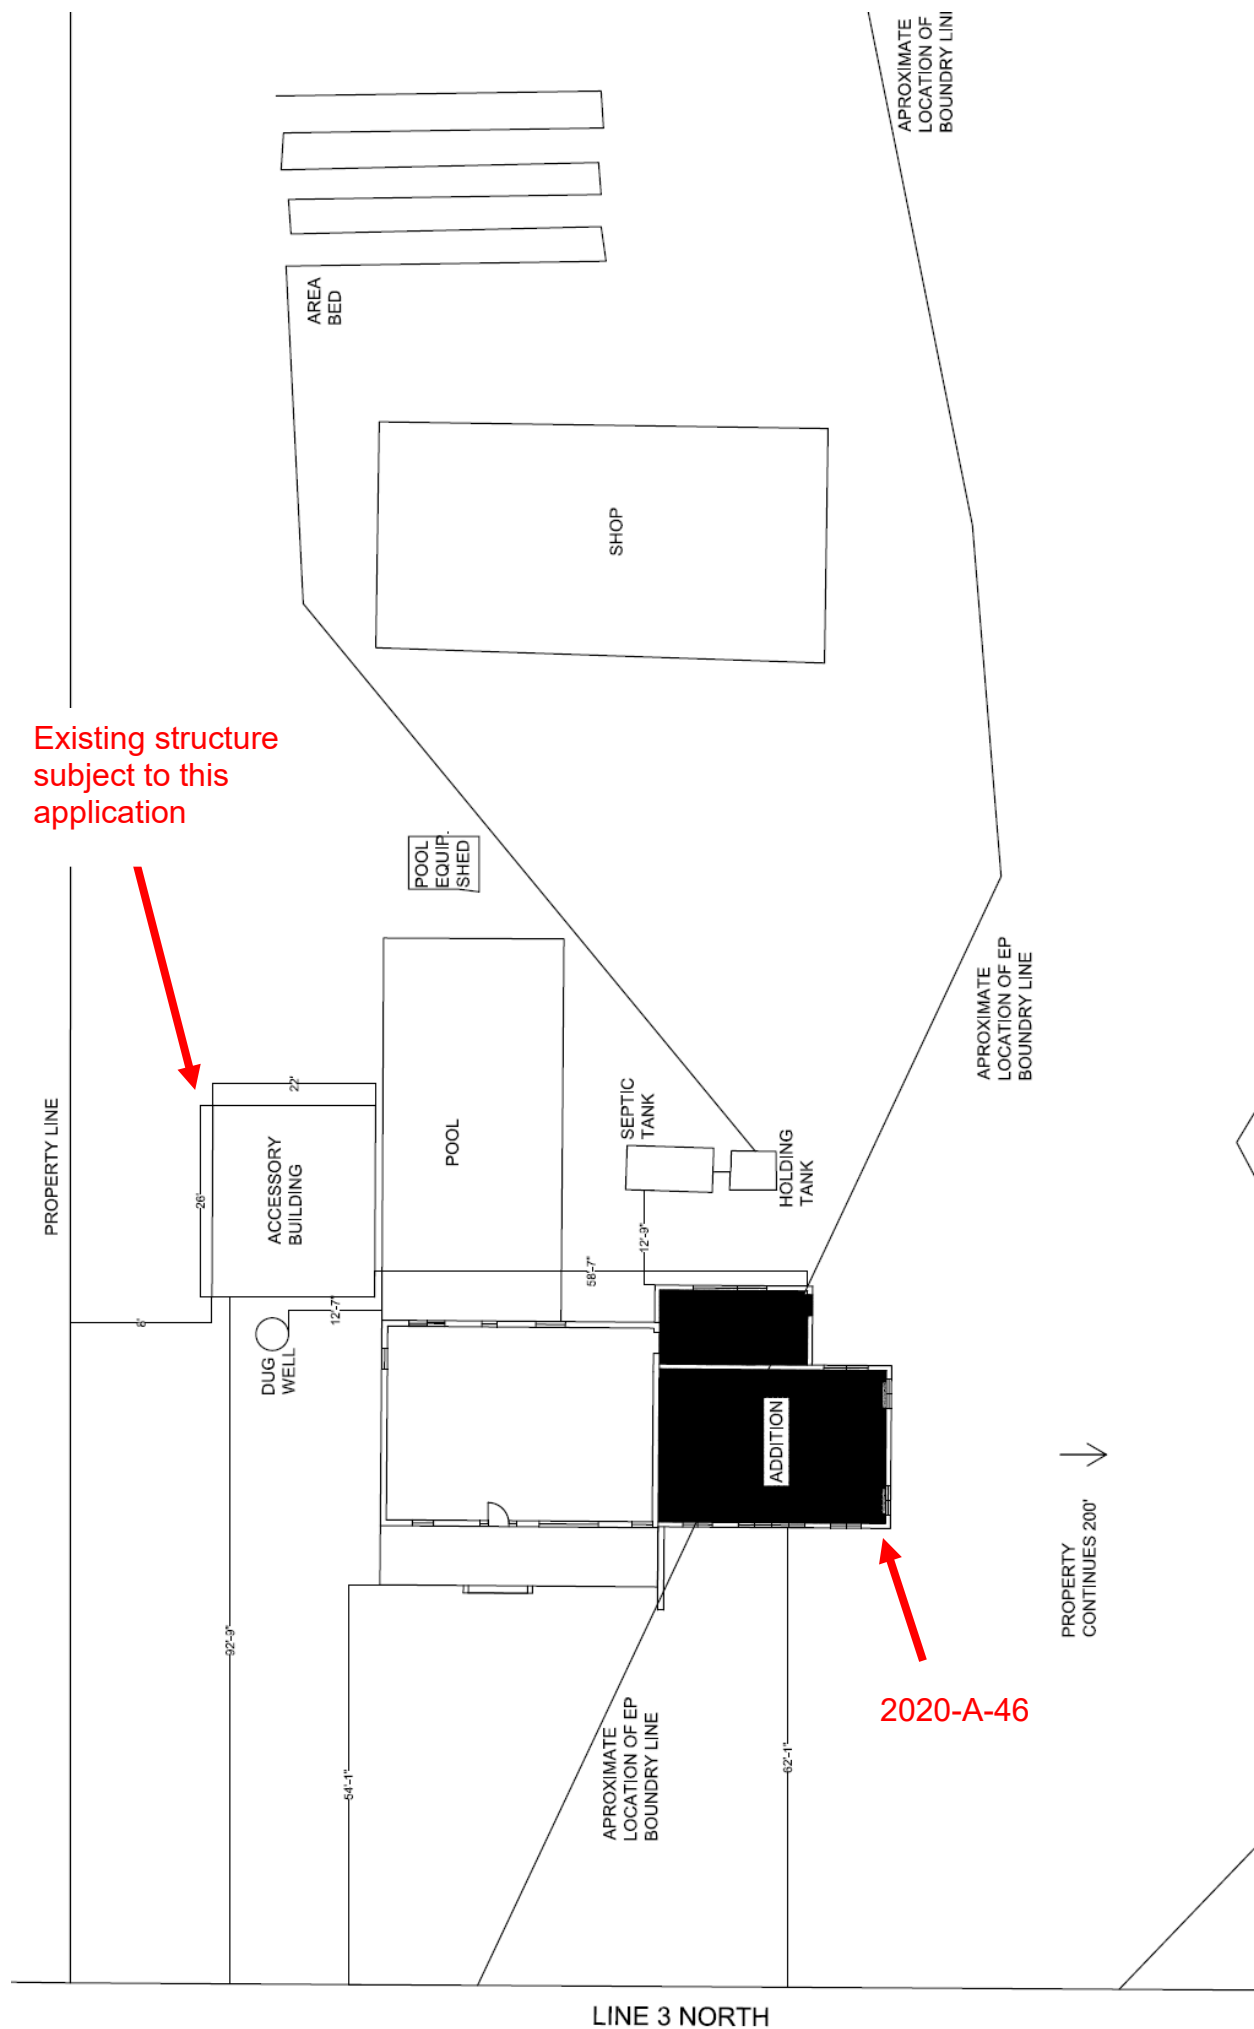 APROXIMATE
LOCATION OF
BOUNDRY LINI
AREA
BED
SHOP
Existing structure
subject to this
application
POOL
EQUIP.
SHED
APROXIMATE
LOCATION OF EP
BOUNDRY LINE
PROPERTY LINE
22'
26'
ACCESSORY
BUILDING
POOL
SEPTIC
TANK
HOLDING
TANK
12'-9"
58'-7"
12'-7"
DUG
WELL
ADDITION
PROPERTY
CONTINUES 200'
92'-9"
54'-1"
62'-1"
2020-A-46
APROXIMATE
LOCATION OF EP
BOUNDRY LINE
LINE 3 NORTH